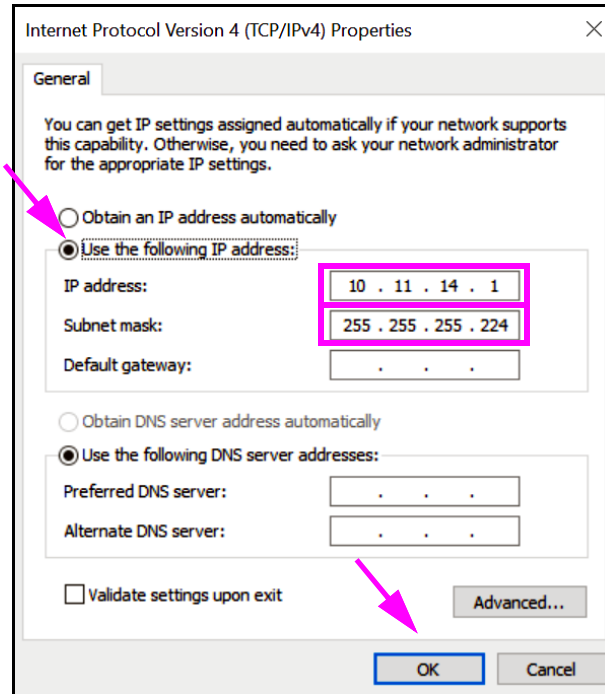 Internet Protocol Version 4 (TCP/IPv4) Properties
General
You can get IP settings assigned automatically if your network supports
this capability. Otherwise, you need to ask your network administrator
for the appropriate IP settings.
Obtain an IP address automatically
Use the following IP address:
IP address: 10 . 11 . 14 . 1
Subnet mask: 255 . 255 . 255 . 224
Default gateway: . . .
Obtain DNS server address automatically
Use the following DNS server addresses:
Preferred DNS server: . . .
Alternate DNS server: . . .
Validate settings upon exit
Advanced...
OK Cancel